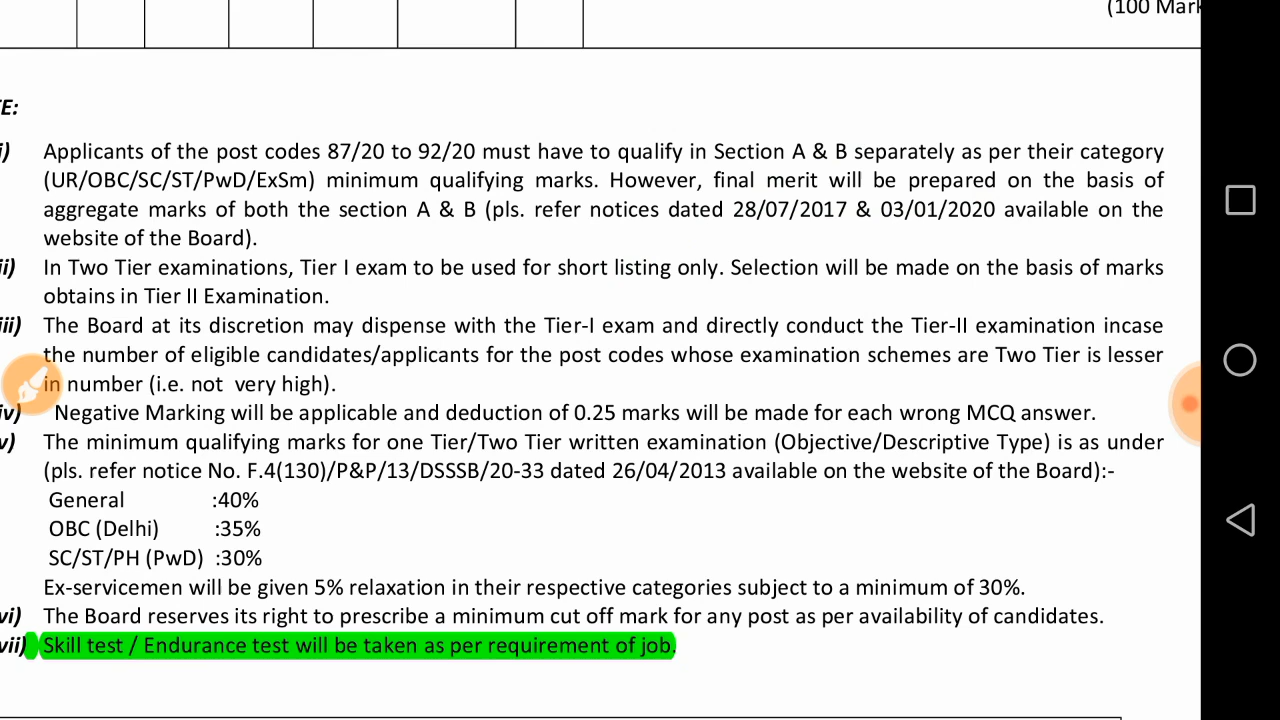 (100 Mark
E:
i) Applicants of the post codes 87/20 to 92/20 must have to qualify in Section A & B separately as per their category
(UR/OBC/SC/ST/PwD/ExSm) minimum qualifying marks. However, final merit will be prepared on the basis of
aggregate marks of both the section A & B (pls. refer notices dated 28/07/2017 & 03/01/2020 available on the
website of the Board).
ii) In Two Tier examinations, Tier I exam to be used for short listing only. Selection will be made on the basis of marks
obtains in Tier II Examination.
iii) The Board at its discretion may dispense with the Tier-I exam and directly conduct the Tier-II examination incase
the number of eligible candidates/applicants for the post codes whose examination schemes are Two Tier is lesser
in number (i.e. not very high).
iv) Negative Marking will be applicable and deduction of 0.25 marks will be made for each wrong MCQ answer.
v) The minimum qualifying marks for one Tier/Two Tier written examination (Objective/Descriptive Type) is as under
(pls. refer notice No. F.4(130)/P&P/13/DSSSB/20-33 dated 26/04/2013 available on the website of the Board):-
General :40%
OBC (Delhi) :35%
SC/ST/PH (PwD) :30%
Ex-servicemen will be given 5% relaxation in their respective categories subject to a minimum of 30%.
vi) The Board reserves its right to prescribe a minimum cut off mark for any post as per availability of candidates.
vii) Skill test / Endurance test will be taken as per requirement of job.